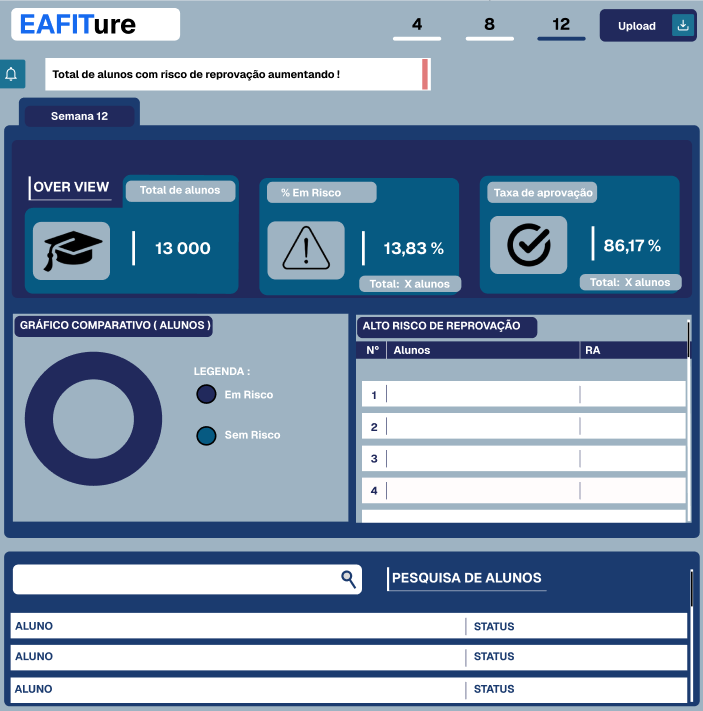 EAFITure
4
8
12
Upload
Total de alunos com risco de reprovação aumentando !
Semana 12
OVER VIEW
Total de alunos
% Em Risco
Taxa de aprovação
13 000
13,83 %
86,17 %
Total: X alunos
Total: X alunos
GRÁFICO COMPARATIVO ( ALUNOS )
LEGENDA :
Em Risco
Sem Risco
ALTO RISCO DE REPROVAÇÃO
Nº Alunos RA
1
2
3
4
PESQUISA DE ALUNOS
ALUNO STATUS
ALUNO STATUS
ALUNO STATUS